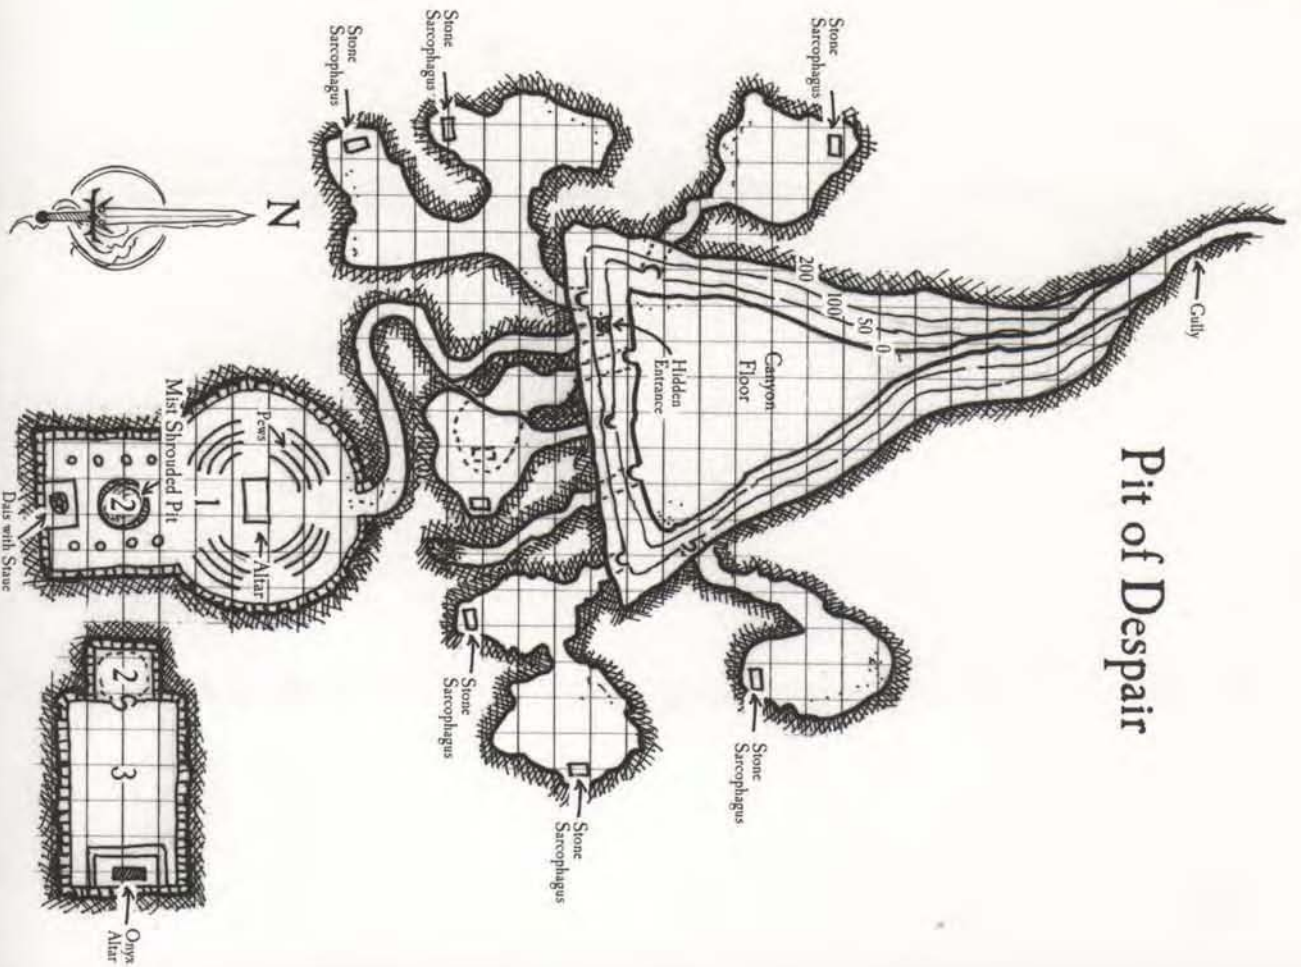 Pit of Despair
Gully
Stone
Sarcophagus
Stone
Sarcophagus
Stone
Sarcophagus
200
100
50
0
Canyon
Floor
Hidden
Entrance
N
Stone
Sarcophagus
Stone
Sarcophagus
Stone
Sarcophagus
Mist Shrouded Pit
Pews
Altar
1
2
Dais with Staue
2
S
3
Onyx
Altar